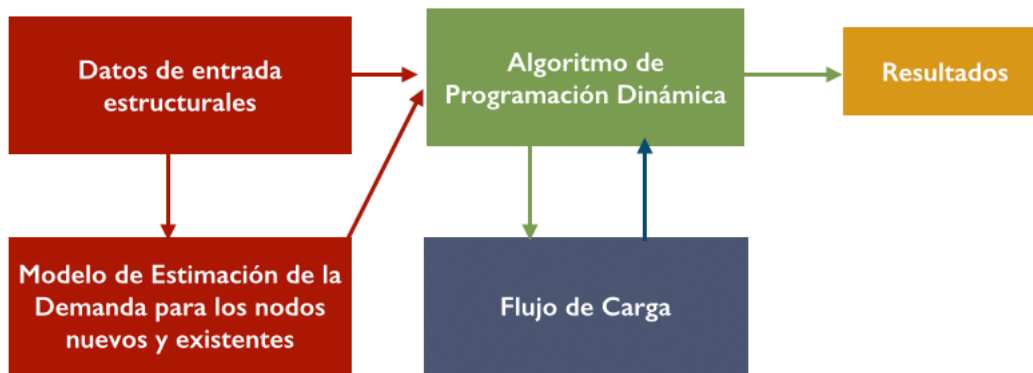 Datos de entrada
estructurales
Algoritmo de
Programación Dinámica
Resultados
Modelo de Estimación de la
Demanda para los nodos
nuevos y existentes
Flujo de Carga